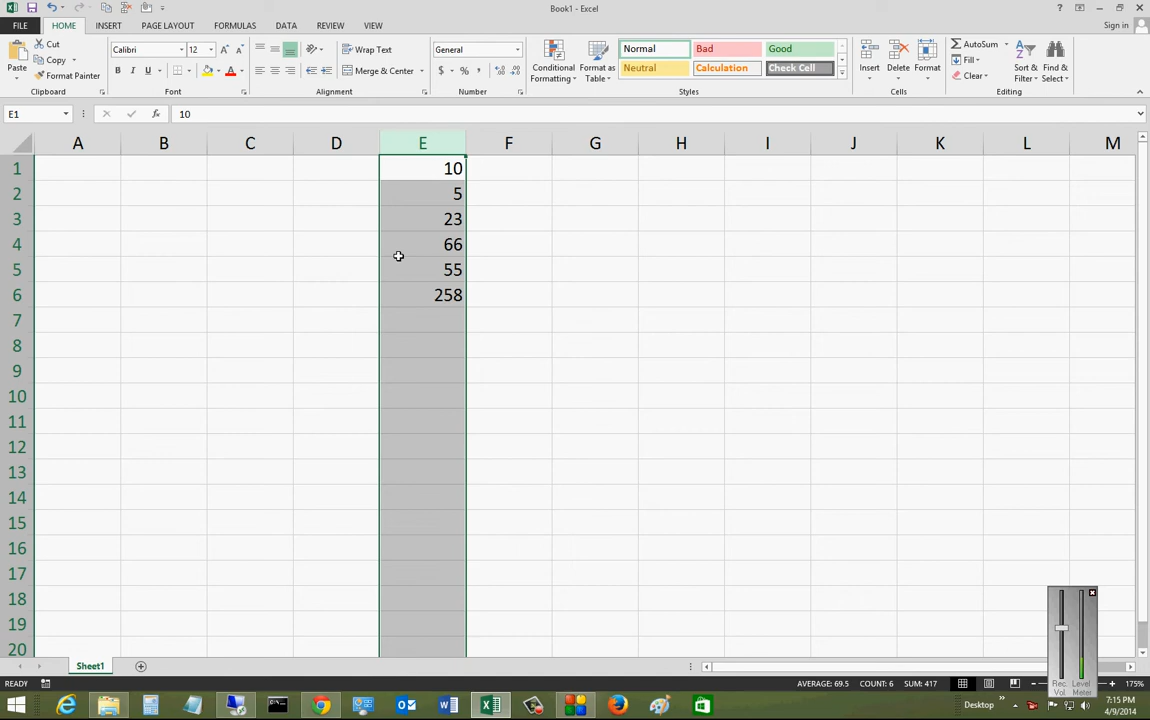 Book1 - Excel
FILE HOME INSERT PAGE LAYOUT FORMULAS DATA REVIEW VIEW Sign in
Paste Cut Copy Format Painter
Clipboard
Calibri 12
B I U A
Font
Wrap Text
Merge & Center
Alignment
General
$ % ,
Number
Conditional Formatting Format as Table
Normal Bad Good
Neutral Calculation Check Cell
Styles
Insert Delete Format
Cells
AutoSum Fill Clear
Sort & Filter Find & Select
Editing
E1 fx 10
A B C D E F G H I J K L M
1 10
2 5
3 23
4 66
5 55
6 258
7
8
9
10
11
12
13
14
15
16
17
18
19
20
Sheet1
Rec. Vol Level Meter
READY AVERAGE: 69.5 COUNT: 6 SUM: 417 175%
Desktop 7:15 PM
4/9/2014